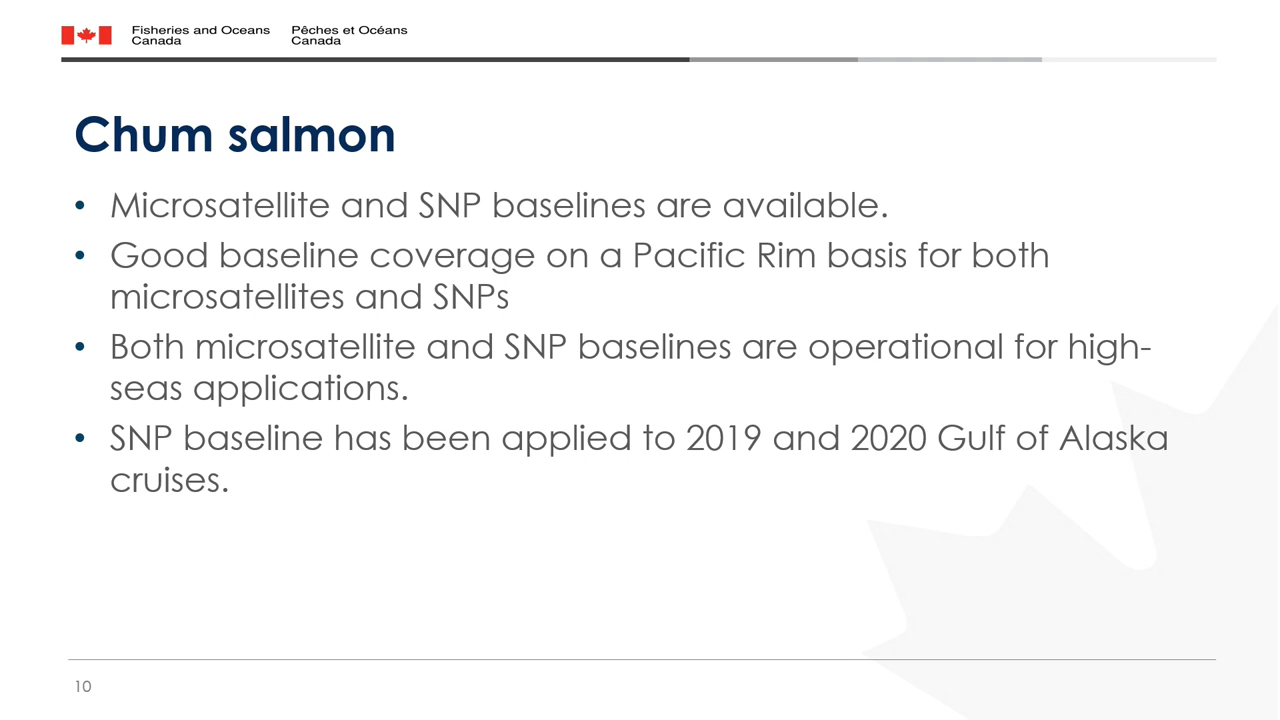 Fisheries and Oceans Canada
Pêches et Océans Canada
Chum salmon
• Microsatellite and SNP baselines are available.
• Good baseline coverage on a Pacific Rim basis for both
microsatellites and SNPs
• Both microsatellite and SNP baselines are operational for high-
seas applications.
• SNP baseline has been applied to 2019 and 2020 Gulf of Alaska
cruises.
10